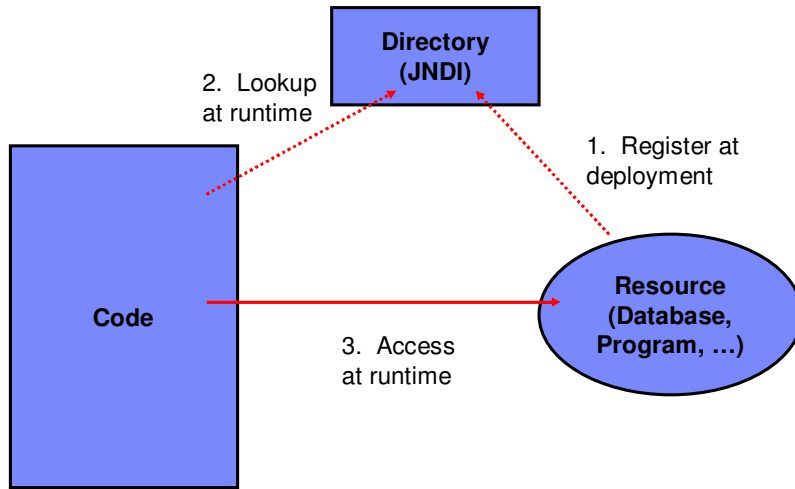 Directory
(JNDI)
2. Lookup
at runtime
1. Register at
deployment
Code
Resource
(Database,
Program, ...)
3. Access
at runtime